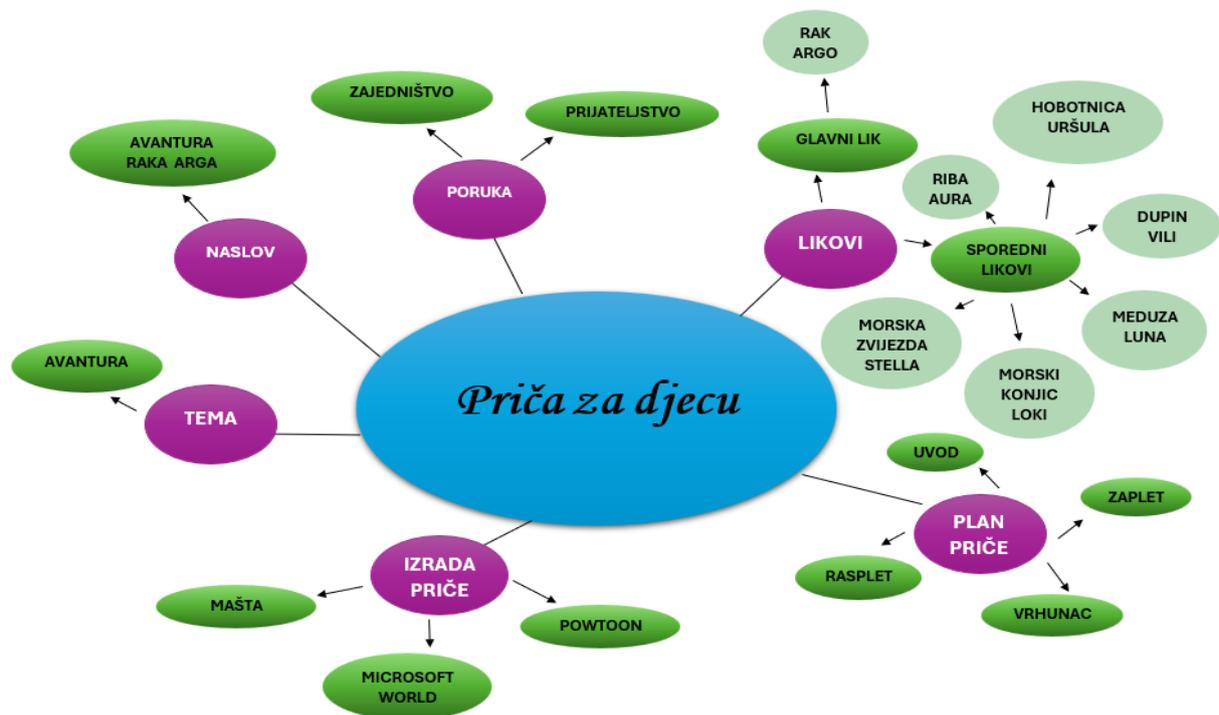 RAK
ARGO
ZAJEDNIŠTVO
PRIJATELJSTVO
HOBOTNICA
URŠULA
AVANTURA
RAKA ARGA
GLAVNI LIK
PORUKA
RIBA
AURA
NASLOV
LIKOVI
SPOREDNI
LIKOVI
DUPIN
VILI
MORSKA
ZVIJEZDA
STELLA
MEDUZA
LUNA
MORSKI
KONJIC
LOKI
AVANTURA
TEMA
Priča za djecu
UVOD
ZAPLET
PLAN
PRIČE
RASPLET
VRHUNAC
IZRADA
PRIČE
MAŠTA
POWTOON
MICROSOFT
WORLD